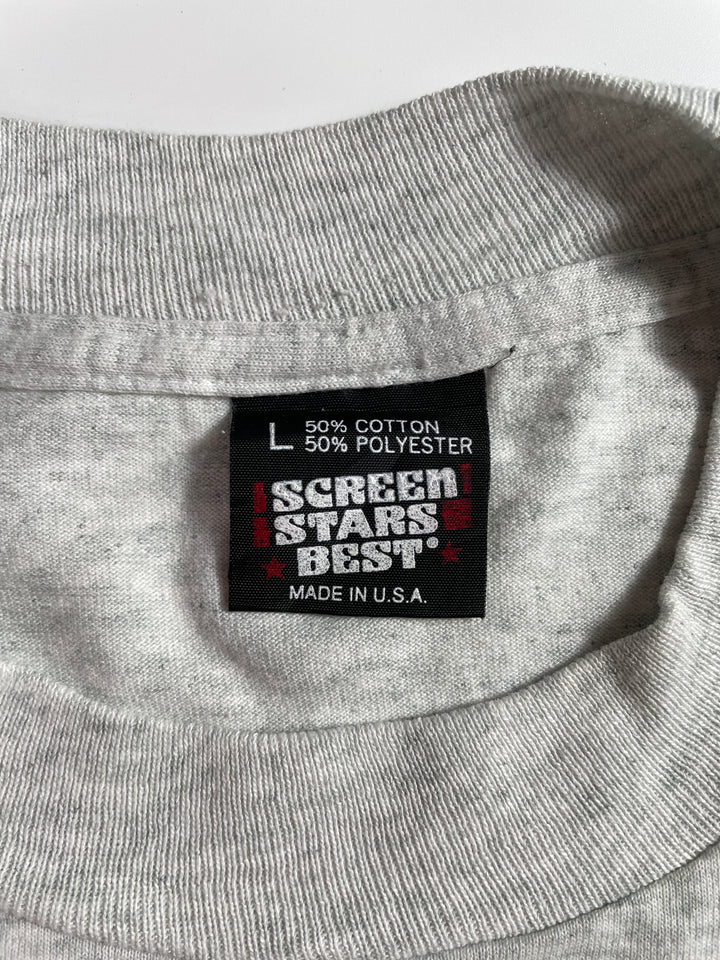 L 50% COTTON
50% POLYESTER
SCREEN
STARS
BEST®
MADE IN U.S.A.